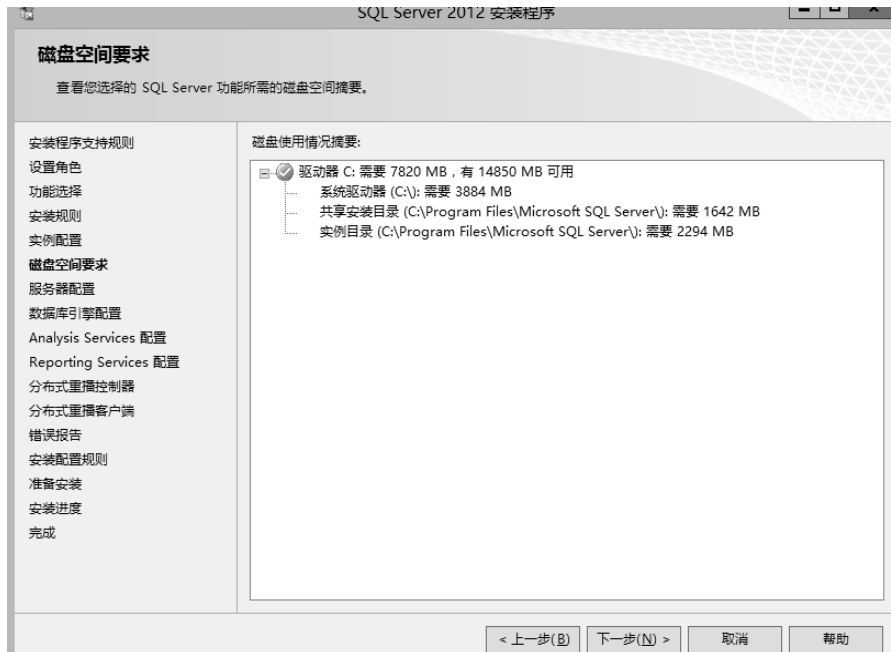 SQL Server 2012 安装程序
磁盘空间要求
查看您选择的 SQL Server 功能所需的磁盘空间摘要。
安装程序支持规则
设置角色
功能选择
安装规则
实例配置
磁盘空间要求
服务器配置
数据库引擎配置
Analysis Services 配置
Reporting Services 配置
分布式重播控制器
分布式重播客户端
错误报告
安装配置规则
准备安装
安装进度
完成
磁盘使用情况摘要:
驱动器 C: 需要 7820 MB，有 14850 MB 可用
系统驱动器 (C:\): 需要 3884 MB
共享安装目录 (C:\Program Files\Microsoft SQL Server\): 需要 1642 MB
实例目录 (C:\Program Files\Microsoft SQL Server\): 需要 2294 MB
< 上一步(B)
下一步(N) >
取消
帮助